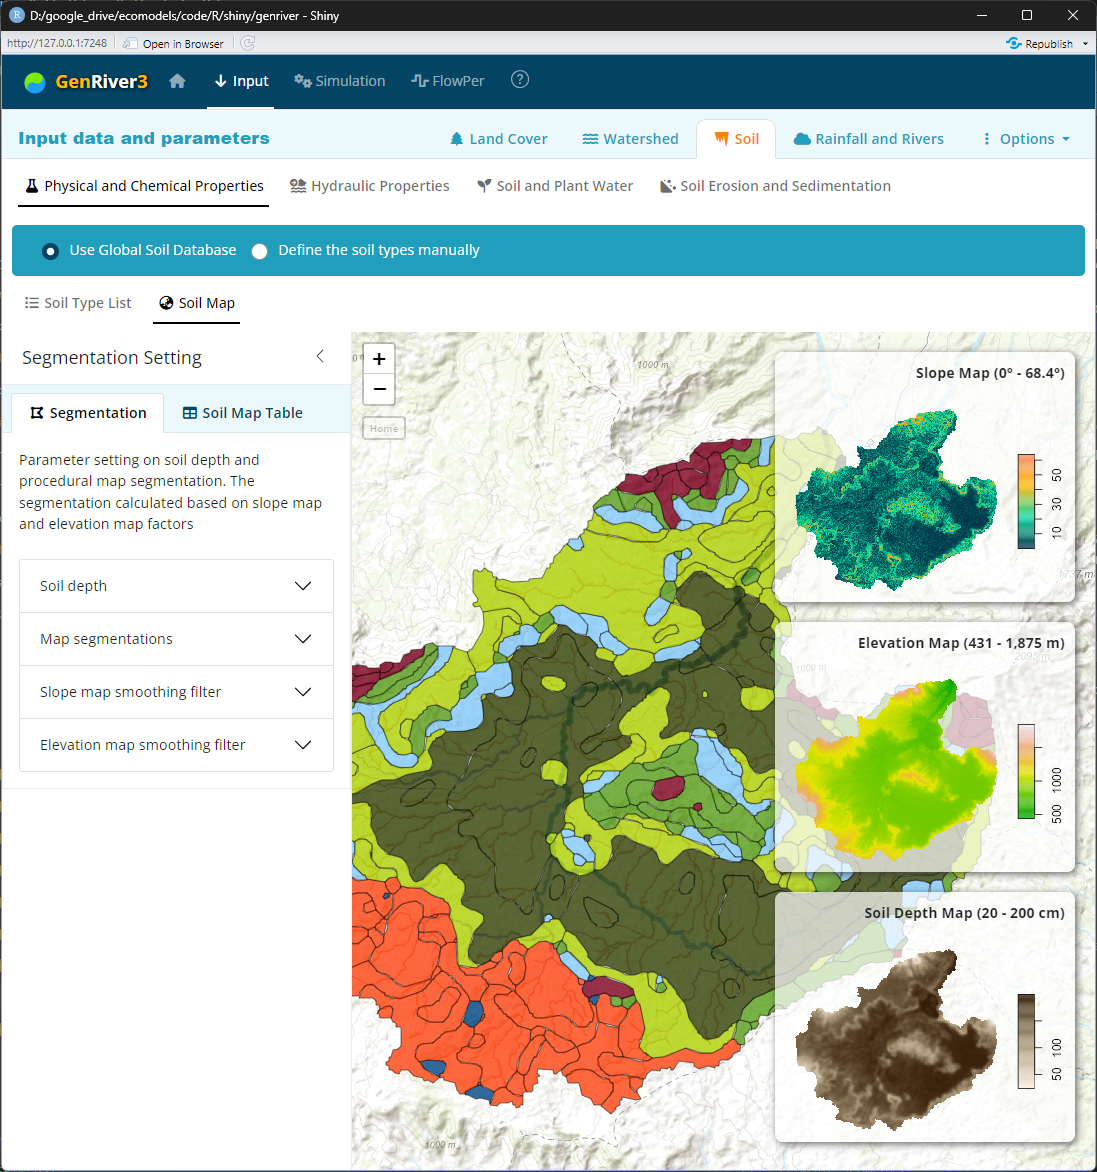 D:/google_drive/ecomodels/code/R/shiny/genriver - Shiny
http://127.0.0.1:7248
Open in Browser
Republish
GenRiver3
Input
Simulation
FlowPer
?
Input data and parameters
Land Cover
Watershed
Soil
Rainfall and Rivers
Options
Physical and Chemical Properties
Hydraulic Properties
Soil and Plant Water
Soil Erosion and Sedimentation
Use Global Soil Database
Define the soil types manually
Soil Type List
Soil Map
Segmentation Setting
Segmentation
Soil Map Table
Parameter setting on soil depth and
procedural map segmentation. The
segmentation calculated based on slope map
and elevation map factors
Soil depth
Map segmentations
Slope map smoothing filter
Elevation map smoothing filter
+
−
Home
1000 m
Slope Map (0° - 68.4°)
50
30
10
Elevation Map (431 - 1,875 m)
2095 m
1000 m
1000
500
Soil Depth Map (20 - 200 cm)
100
50
1000 m